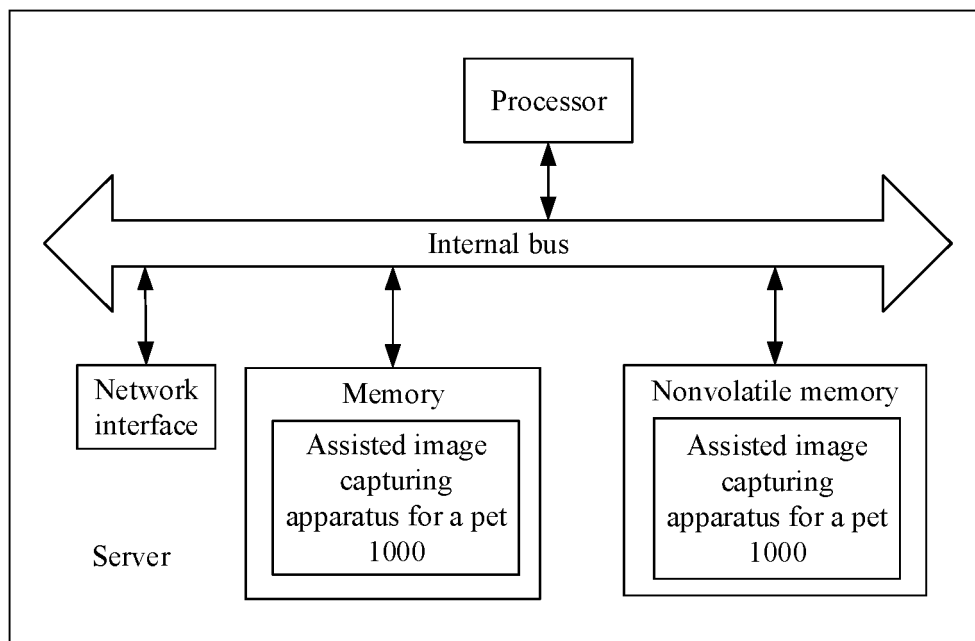 Processor
Internal bus
Network
interface
Memory
Assisted image
capturing
apparatus for a pet
1000
Nonvolatile memory
Assisted image
capturing
apparatus for a pet
1000
Server